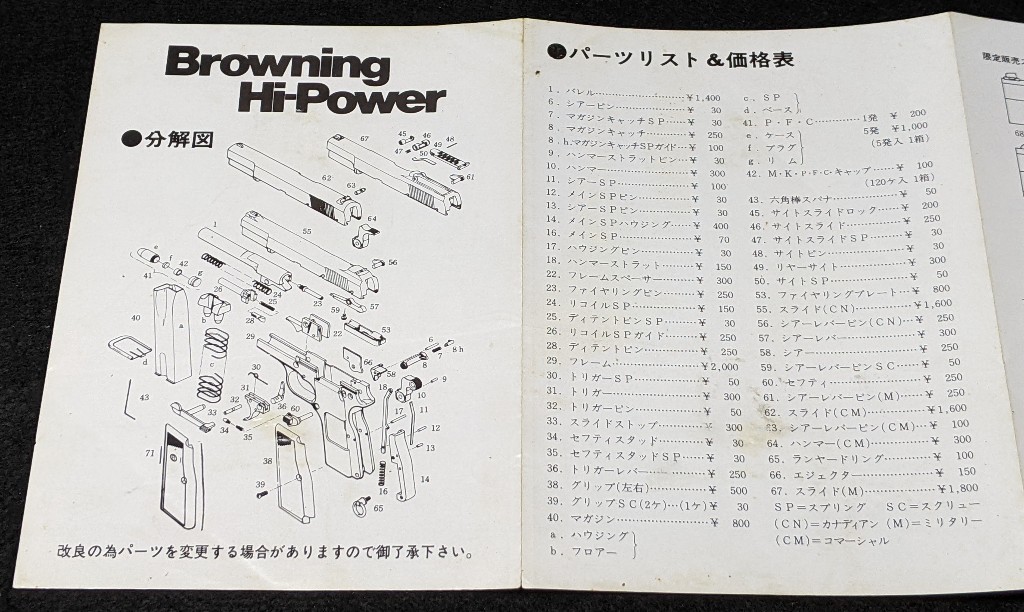 Browning
Hi-Power
●分解図
改良の為パーツを変更する場合がありますので御了承下さい。
●パーツリスト&価格表
1. バレル……………¥1,400
6. シアーピン……………¥ 30
7. マガジンキャッチSP……¥ 30
8. マガジンキャッチ………¥ 250
8.h.マガジンキャッチSPガイド…¥ 100
9. ハンマーストラットピン…¥ 30
10. ハンマー……………¥ 300
11. シアーSP……………¥ 100
12. メインSPピン…………¥ 30
13. シアーSPピン…………¥ 30
14. メインSPハウジング……¥ 400
16. メインSP……………¥ 70
17. ハウジングピン…………¥ 30
18. ハンマーストラット……¥ 150
22. フレームスペーサー……¥ 300
23. ファイヤリングピン……¥ 250
24. リコイルSP……………¥ 150
25. ディテントピンSP………¥ 30
26. リコイルSPガイド………¥ 250
28. ディテントピン…………¥ 250
29. フレーム……………¥2,000
30. トリガーSP……………¥ 50
31. トリガー……………¥ 300
32. トリガーピン……………¥ 50
33. スライドストップ………¥ 300
34. セフティスタッド………¥ 30
35. セフティスタッドSP……¥ 30
36. トリガーレバー…………¥ 250
38. グリップ(左右)…………¥ 500
39. グリップSC(2ケ)…(1ケ)¥ 30
40. マガジン……………¥ 800
a. ハウジング
b. フロアー
c. SP
d. ベース
41. P・F・C……………1発 ¥ 200
e. ケース 5発 ¥1,000
f. プラグ (5発入 1箱)
g. リム
42. M・K・P・F・C・キャップ……¥ 100
(120ケ入 1箱)
43. 六角棒スパナ……………¥ 50
45. サイトスライドロック……¥ 200
46. サイトスライド…………¥ 250
47. サイトスライドSP………¥ 30
48. サイトピン……………¥ 30
49. リヤーサイト……………¥ 300
50. サイトSP……………¥ 50
53. ファイヤリングプレート…¥ 800
55. スライド(CN)…………¥1,600
56. シアーレバーピン(CN)…¥ 250
57. シアーレバー……………¥ 300
58. シアー……………¥ 250
59. シアーレバーピンSC……¥ 50
60. セフティ……………¥ 250
61. シアーレバーピン(M)……¥ 250
62. スライド(CM)…………¥1,600
63. シアーレバーピン(CM)…¥ 100
64. ハンマー(CM)…………¥ 300
65. ランヤードリング………¥ 100
66. エジェクター……………¥ 150
67. スライド(M)……………¥1,800
SP=スプリング SC=スクリュー
(CN)=カナディアン (M)=ミリタリー
(CM)=コマーシャル
限定販売
68